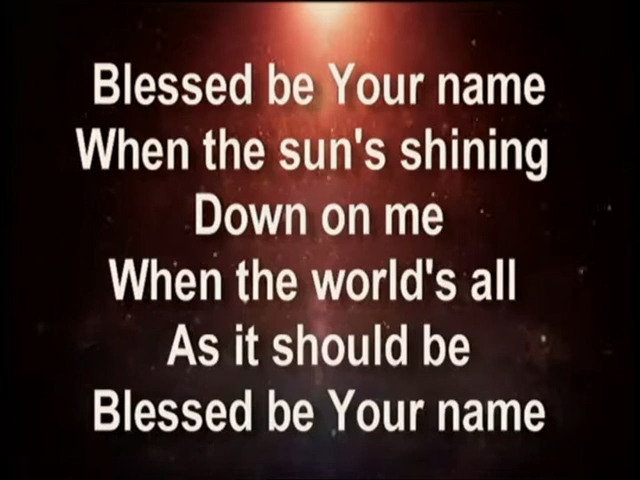 Blessed be Your name
When the sun's shining
Down on me
When the world's all
As it should be
Blessed be Your name